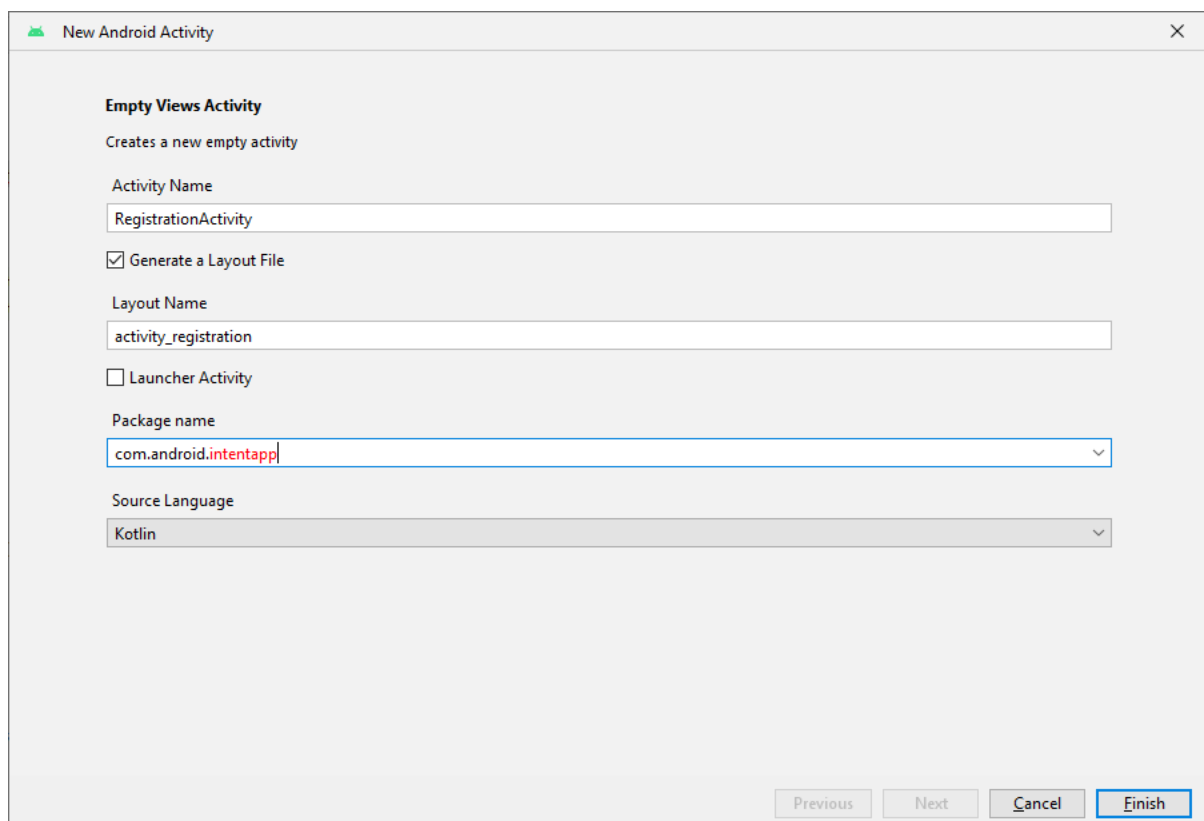 New Android Activity
Empty Views Activity
Creates a new empty activity
Activity Name
RegistrationActivity
Generate a Layout File
Layout Name
activity_registration
Launcher Activity
Package name
com.android.intentapp
Source Language
Kotlin
Previous Next Cancel Finish